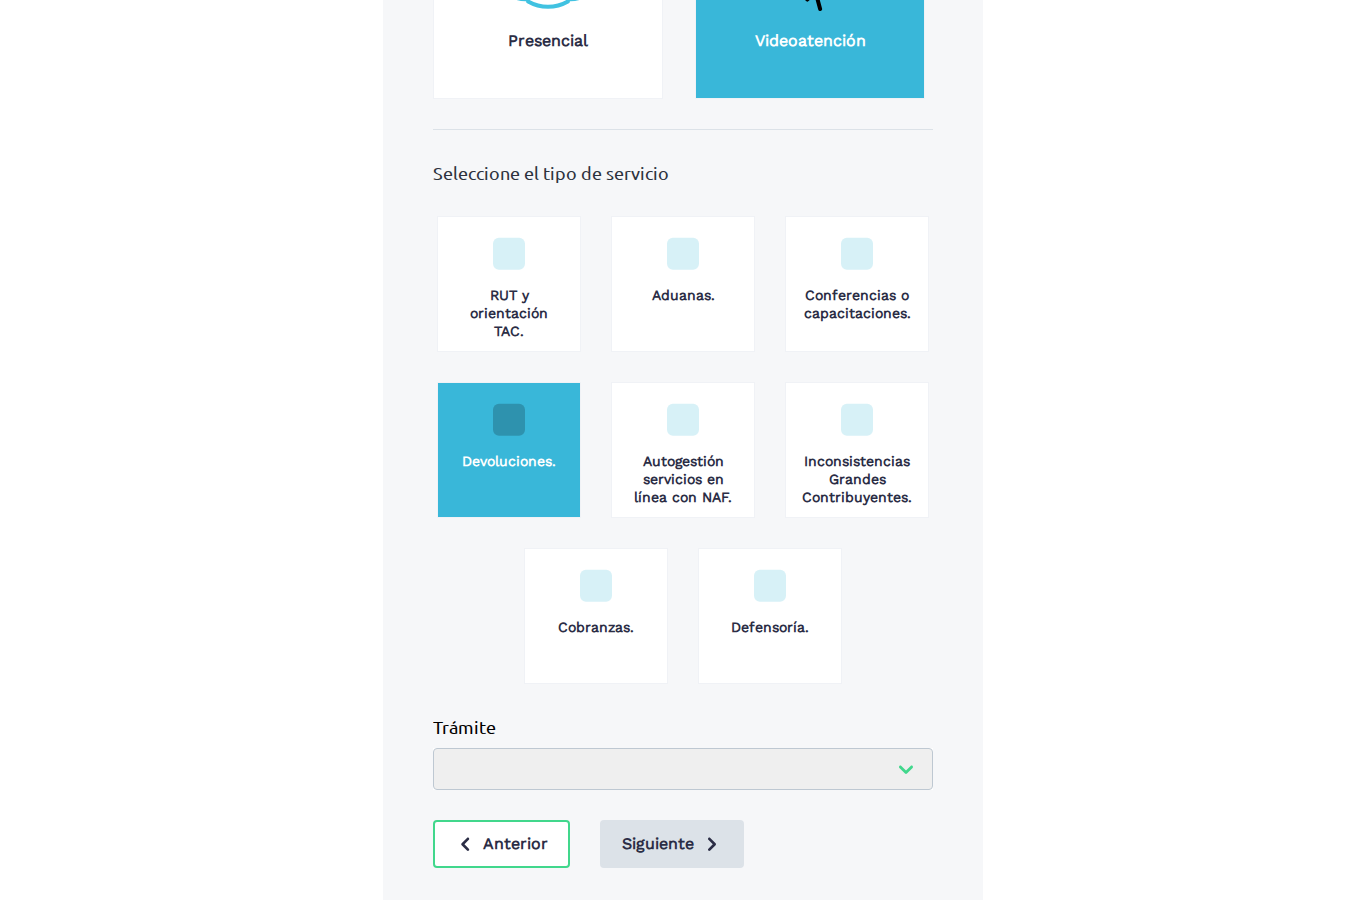 Presencial
Videoatención
Seleccione el tipo de servicio
RUT y
orientación
TAC.
Aduanas.
Conferencias o
capacitaciones.
Devoluciones.
Autogestión
servicios en
línea con NAF.
Inconsistencias
Grandes
Contribuyentes.
Cobranzas.
Defensoría.
Trámite
Anterior
Siguiente